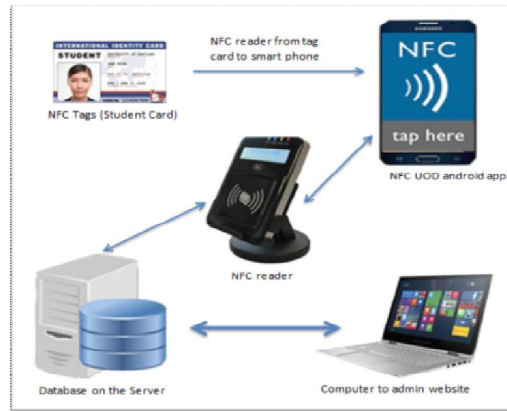 INTERNATIONAL IDENTITY CARD
STUDENT
NFC reader from tag
card to smart phone
NFC
tap here
NFC Tags (Student Card)
NFC UOD android app
NFC reader
Database on the Server
Computer to admin website